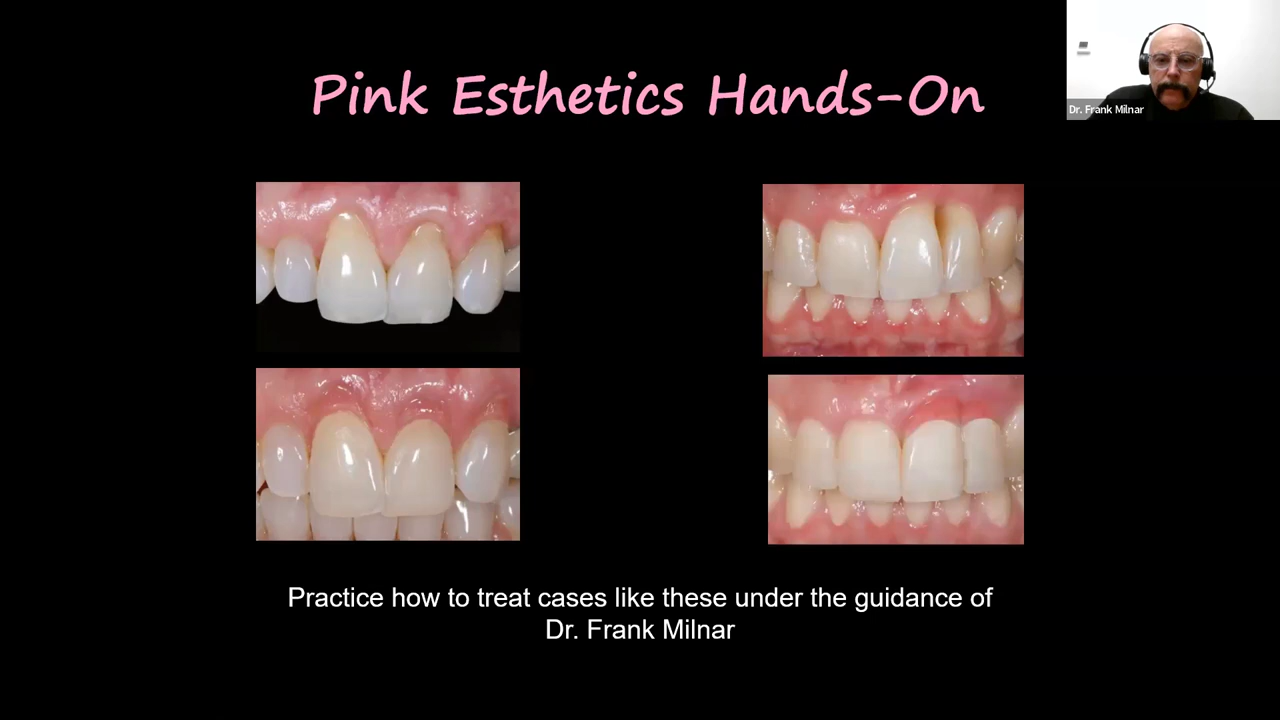 Pink Esthetics Hands-On
Dr. Frank Milnar
Practice how to treat cases like these under the guidance of
Dr. Frank Milnar